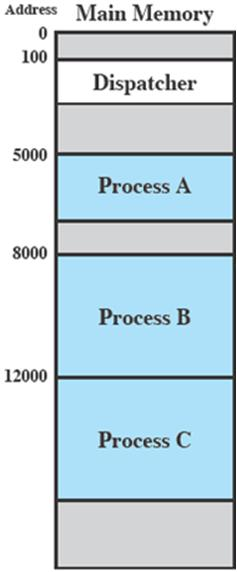 Address Main Memory
0
100
Dispatcher
5000
Process A
8000
Process B
12000
Process C